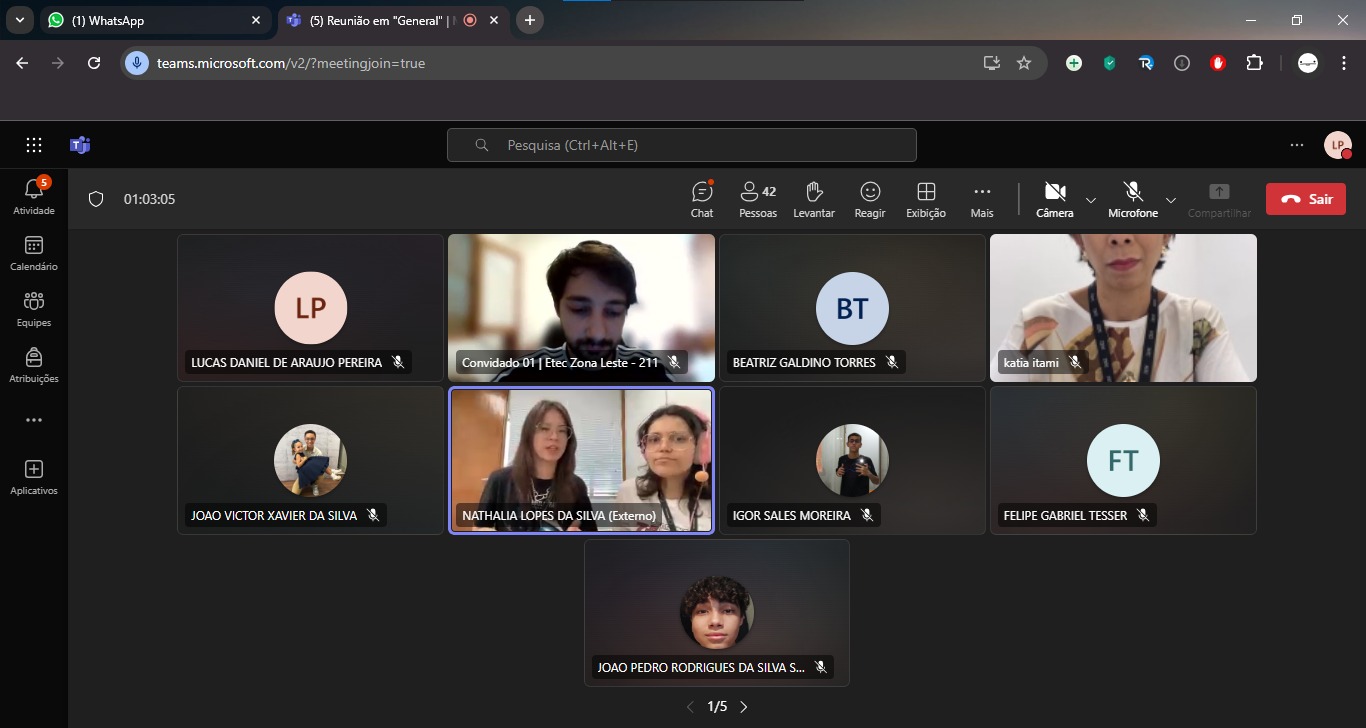 (1) WhatsApp
(5) Reunião em "General" | M
teams.microsoft.com/v2/?meetingjoin=true
Pesquisa (Ctrl+Alt+E)
LP
5
Atividade
Calendário
Equipes
Atribuições
Aplicativos
01:03:05
Chat
42
Pessoas
Levantar
Reagir
Exibição
Mais
Câmera
Microfone
Compartilhar
Sair
LP
LUCAS DANIEL DE ARAUJO PEREIRA
Convidado 01 | Etec Zona Leste - 211
BT
BEATRIZ GALDINO TORRES
katia itami
JOAO VICTOR XAVIER DA SILVA
NATHALIA LOPES DA SILVA (Externo)
IGOR SALES MOREIRA
FT
FELIPE GABRIEL TESSER
JOAO PEDRO RODRIGUES DA SILVA S...
1/5